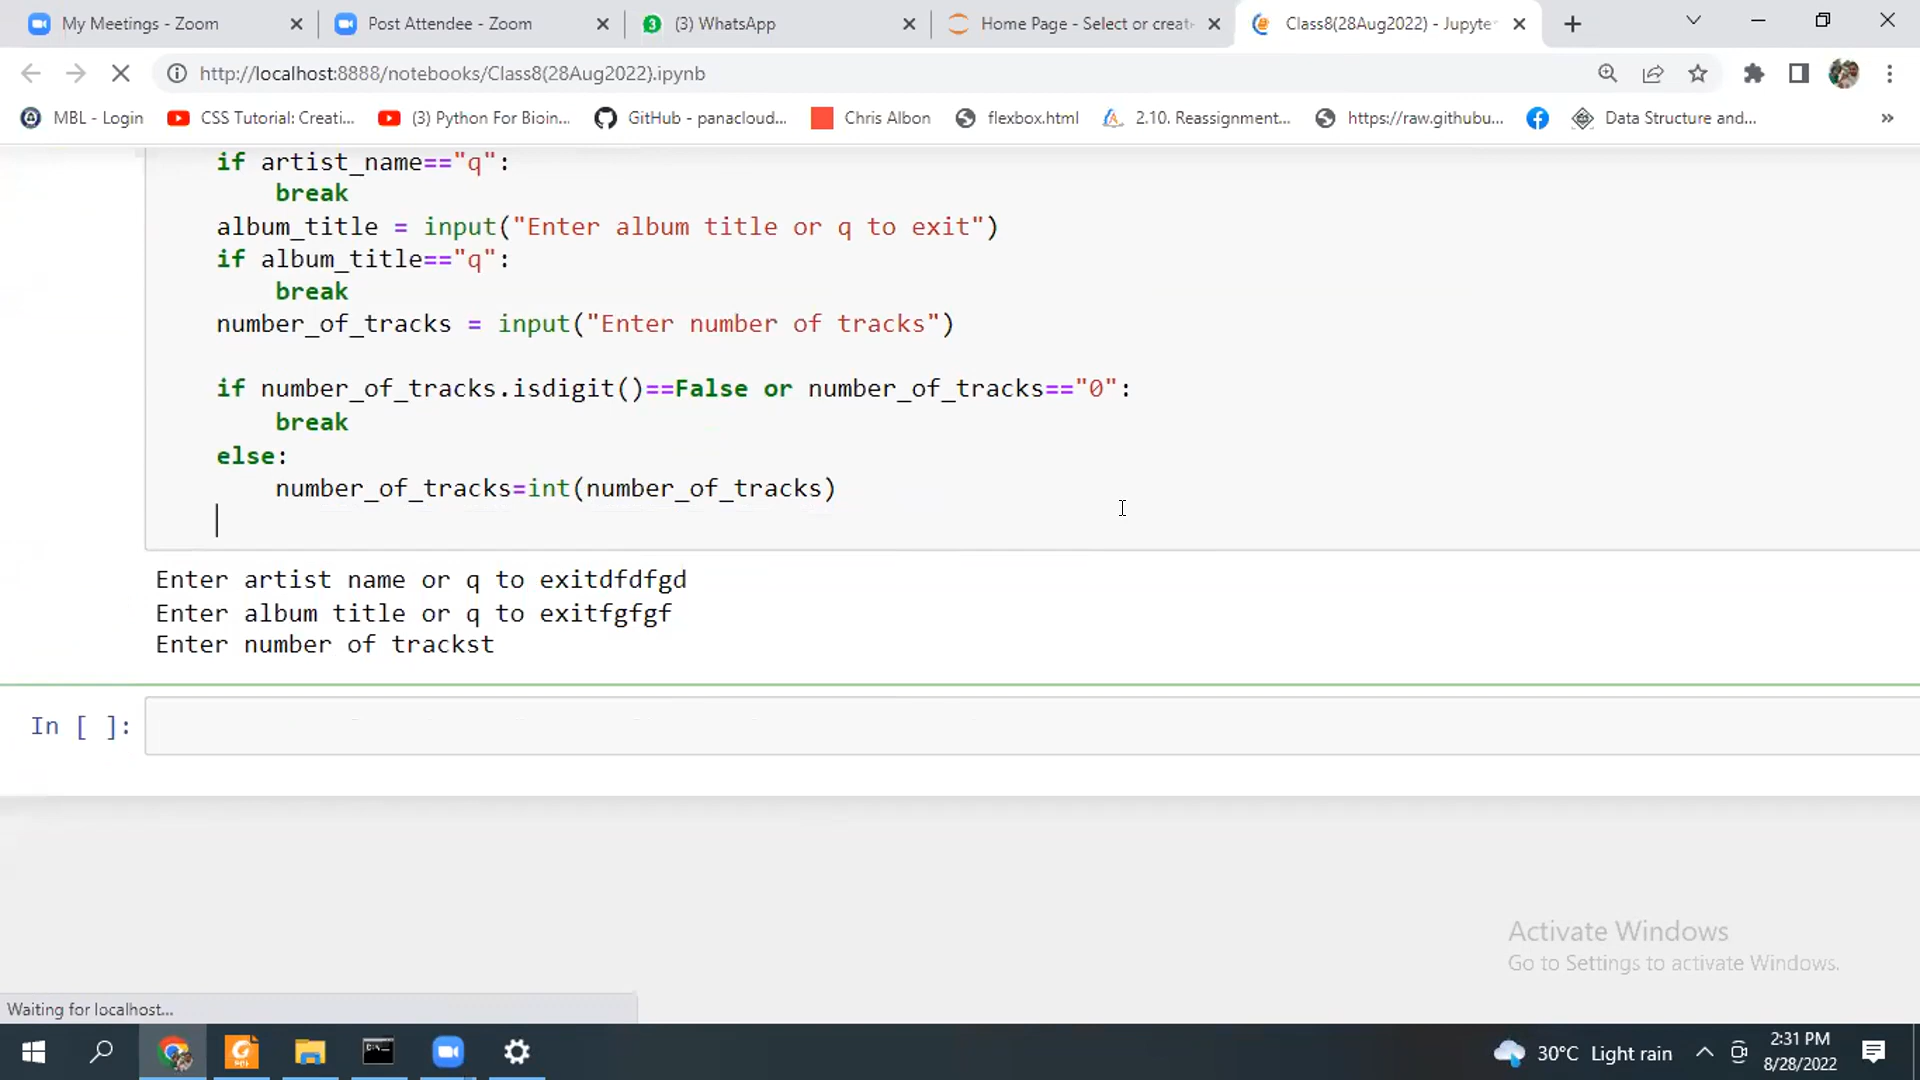 My Meetings - Zoom
Post Attendee - Zoom
3 (3) WhatsApp
Home Page - Select or creat
Class8(28Aug2022) - Jupyte
http://localhost:8888/notebooks/Class8(28Aug2022).ipynb
MBL - Login
CSS Tutorial: Creati...
(3) Python For Bioin...
GitHub - panacloud...
Chris Albon
flexbox.html
2.10. Reassignment...
https://raw.githubu...
Data Structure and...
»
if artist_name=="q":
break
album_title = input("Enter album title or q to exit")
if album_title=="q":
break
number_of_tracks = input("Enter number of tracks")
if number_of_tracks.isdigit()==False or number_of_tracks=="0":
break
else:
number_of_tracks=int(number_of_tracks)
Enter artist name or q to exitdfdfgd
Enter album title or q to exitfgfgf
Enter number of trackst
In [ ]:
Activate Windows
Go to Settings to activate Windows.
Waiting for localhost...
30°C Light rain
2:31 PM
8/28/2022